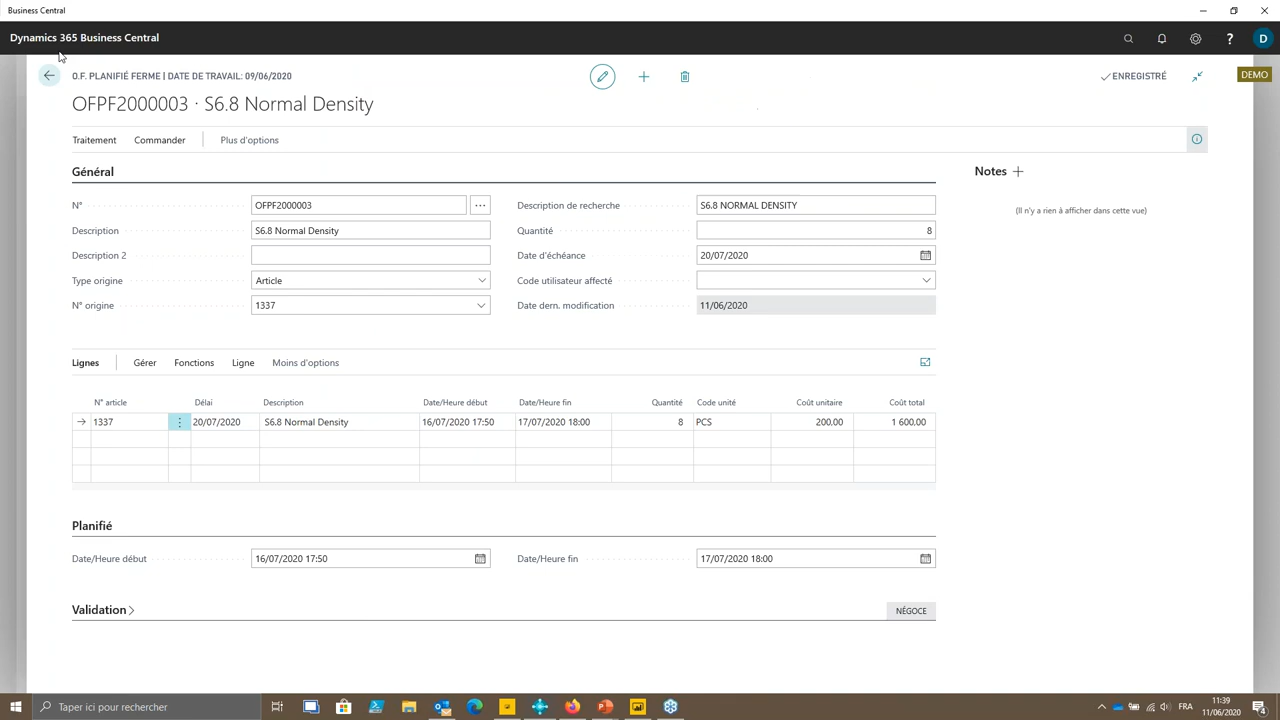 Business Central
Dynamics 365 Business Central
?
D
O.F. PLANIFIÉ FERME | DATE DE TRAVAIL: 09/06/2020
ENREGISTRÉ
DEMO
OFPF2000003 · S6.8 Normal Density
Traitement Commander Plus d'options
Général
Notes
(Il n'y a rien à afficher dans cette vue)
N° OFPF2000003 ...
Description de recherche S6.8 NORMAL DENSITY
Description S6.8 Normal Density
Quantité 8
Description 2
Date d'échéance 20/07/2020
Type origine Article
Code utilisateur affecté
N° origine 1337
Date dern. modification 11/06/2020
Lignes Gérer Fonctions Ligne Moins d'options
N° article Délai Description Date/Heure début Date/Heure fin Quantité Code unité Coût unitaire Coût total
1337 20/07/2020 S6.8 Normal Density 16/07/2020 17:50 17/07/2020 18:00 8 PCS 200,00 1 600,00
Planifié
Date/Heure début 16/07/2020 17:50
Date/Heure fin 17/07/2020 18:00
Validation
NÉGOCE
Taper ici pour rechercher
FRA
11:39
11/06/2020
4